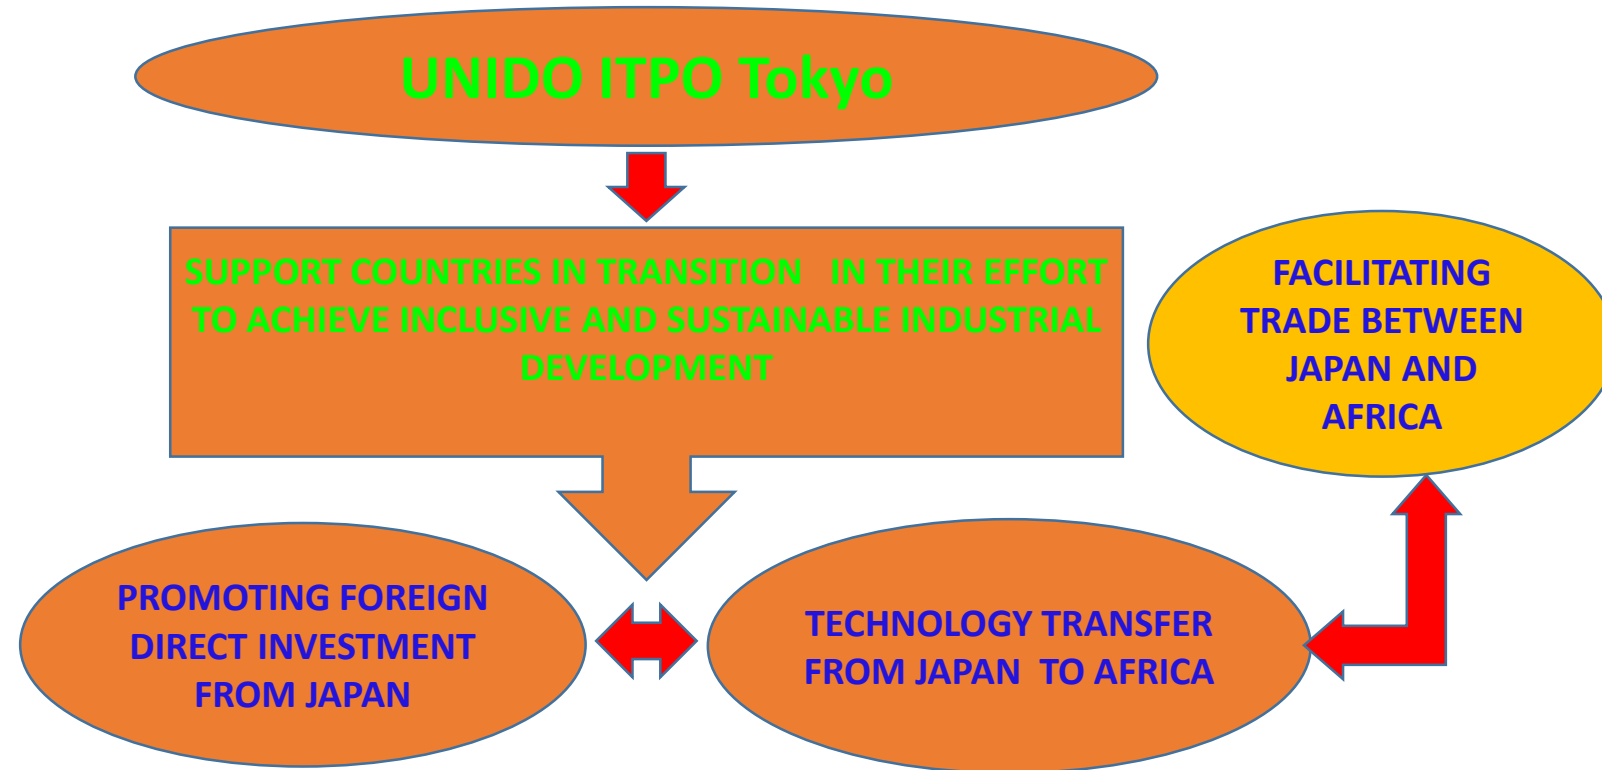 UNIDO ITPO Tokyo
SUPPORT COUNTRIES IN TRANSITION   IN THEIR EFFORT
TO ACHIEVE INCLUSIVE AND SUSTAINABLE INDUSTRIAL
DEVELOPMENT
FACILITATING
TRADE BETWEEN
JAPAN AND
AFRICA
PROMOTING FOREIGN
DIRECT INVESTMENT
FROM JAPAN
TECHNOLOGY TRANSFER
FROM JAPAN  TO AFRICA